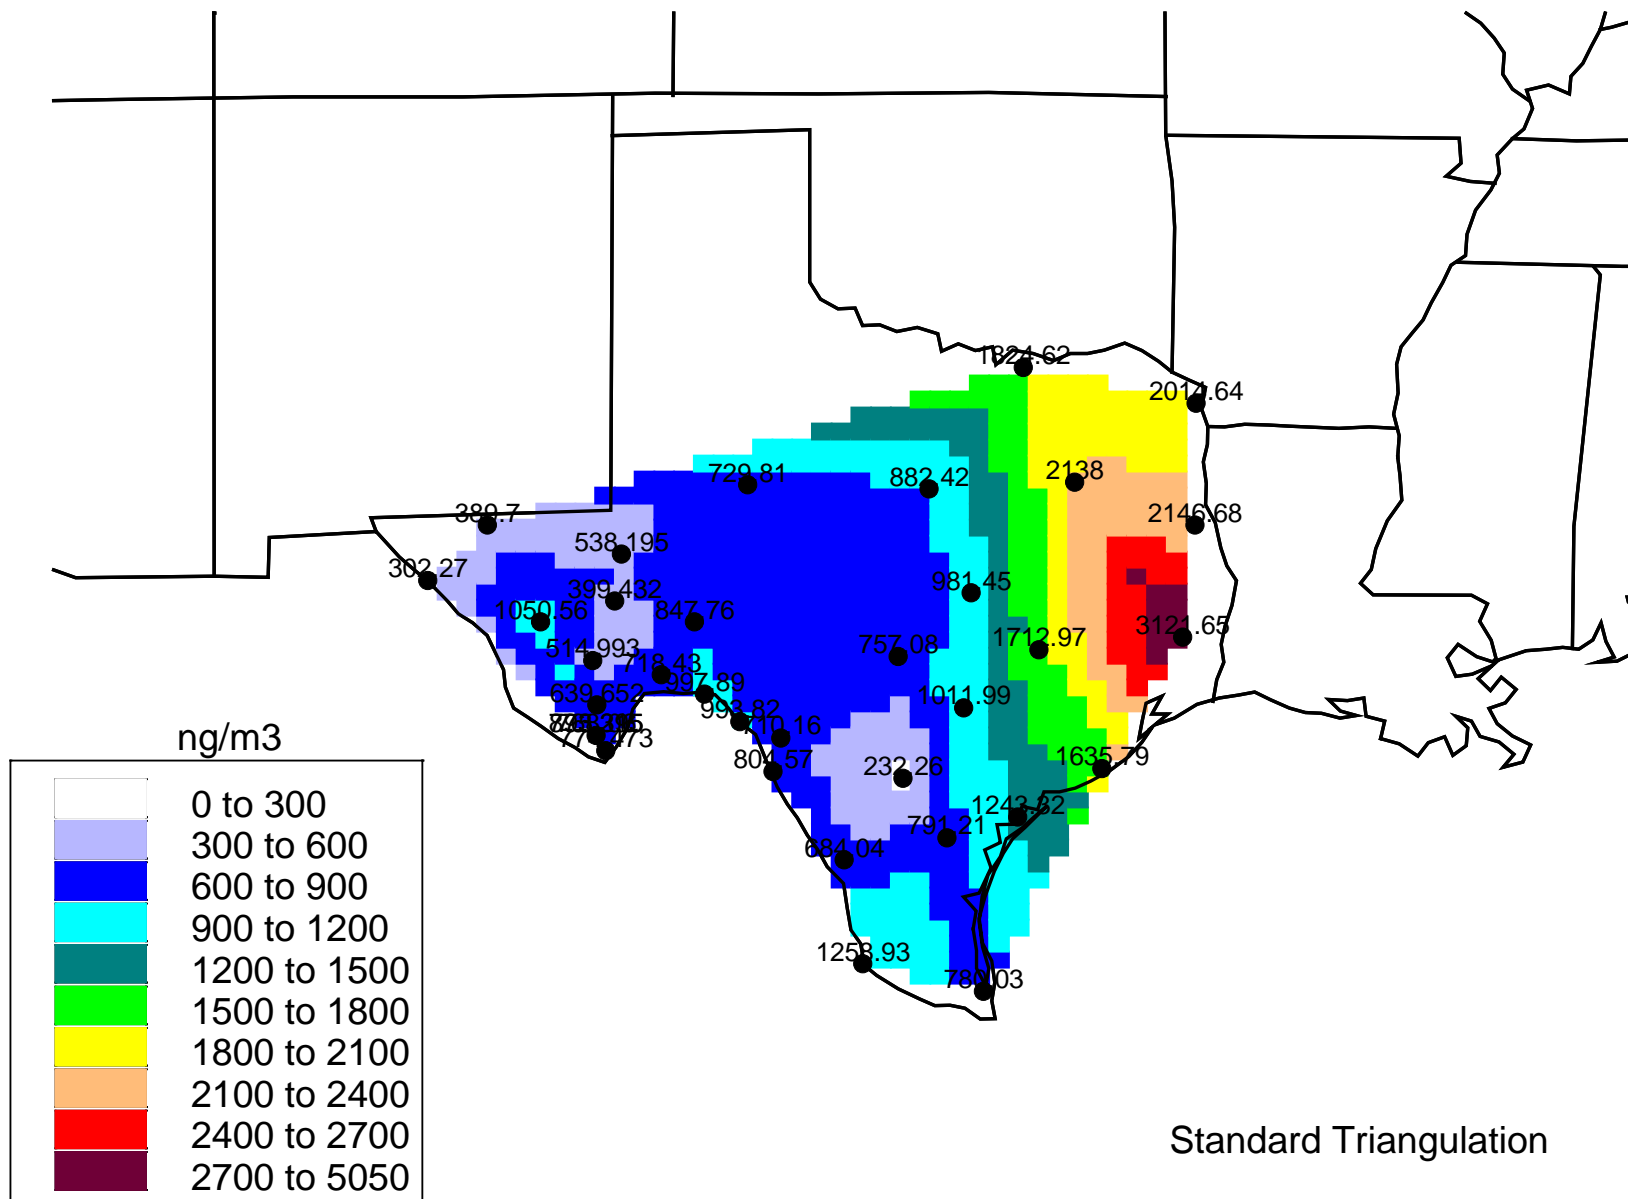 1824.62
2014.64
729.81
882.42
2138
389.7
2146.68
538.195
302.27
981.45
399.432
1050.56
847.76
3121.65
1712.97
757.08
514.993
718.43
997.89
639.652
1011.99
993.82
710.16
ng/m3
804.57
232.26
1635.79
1243.32
791.21
684.04
1253.93
780.03
0 to 300
300 to 600
600 to 900
900 to 1200
1200 to 1500
1500 to 1800
1800 to 2100
2100 to 2400
2400 to 2700
2700 to 5050
Standard Triangulation